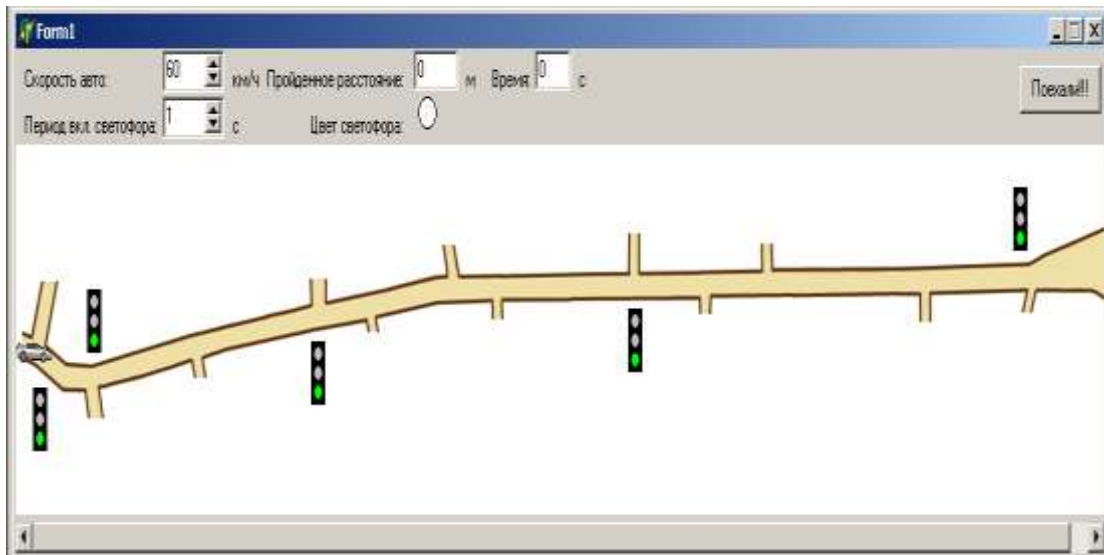 Form1
Скорость авто: 60 км/ч Пройденное расстояние: 0 м Время: 0 с
Поехали!!!
Период вкл. светофора: 1 с Цвет светофора: